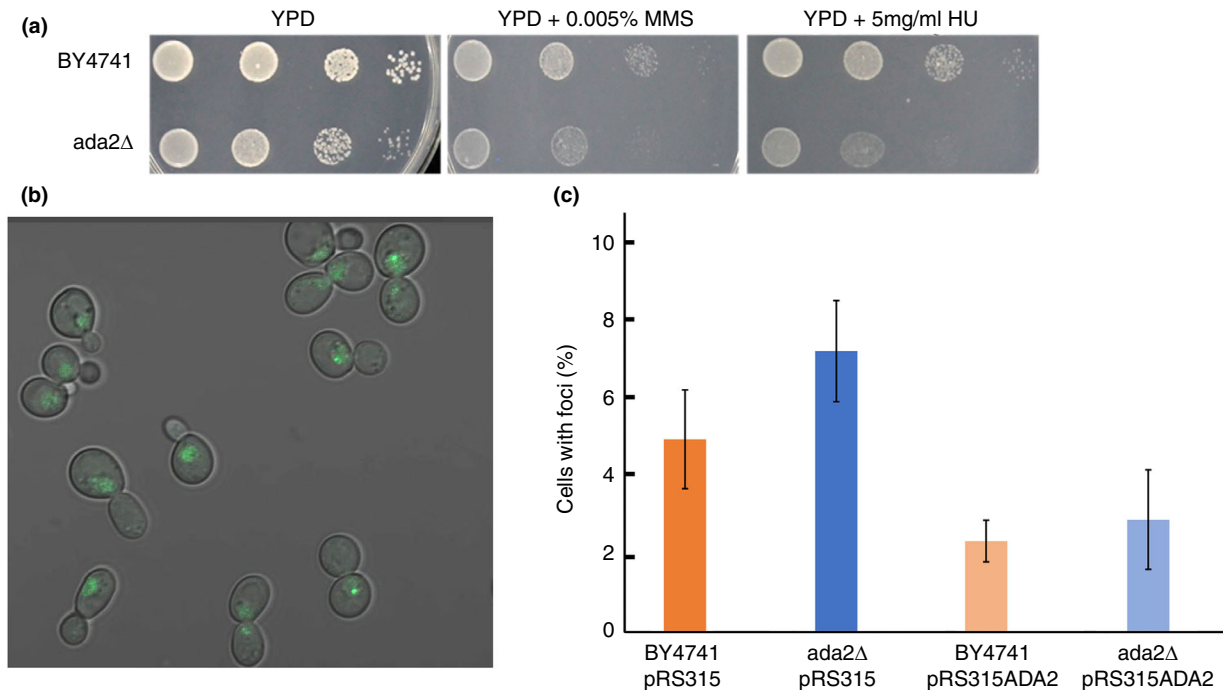 (a)
YPD
YPD + 0.005% MMS
YPD + 5mg/ml HU
BY4741
ada2Δ
(b)
(c)
Cells with foci (%)
10
8
6
4
2
0
BY4741
pRS315
ada2Δ
pRS315
BY4741
pRS315ADA2
ada2Δ
pRS315ADA2